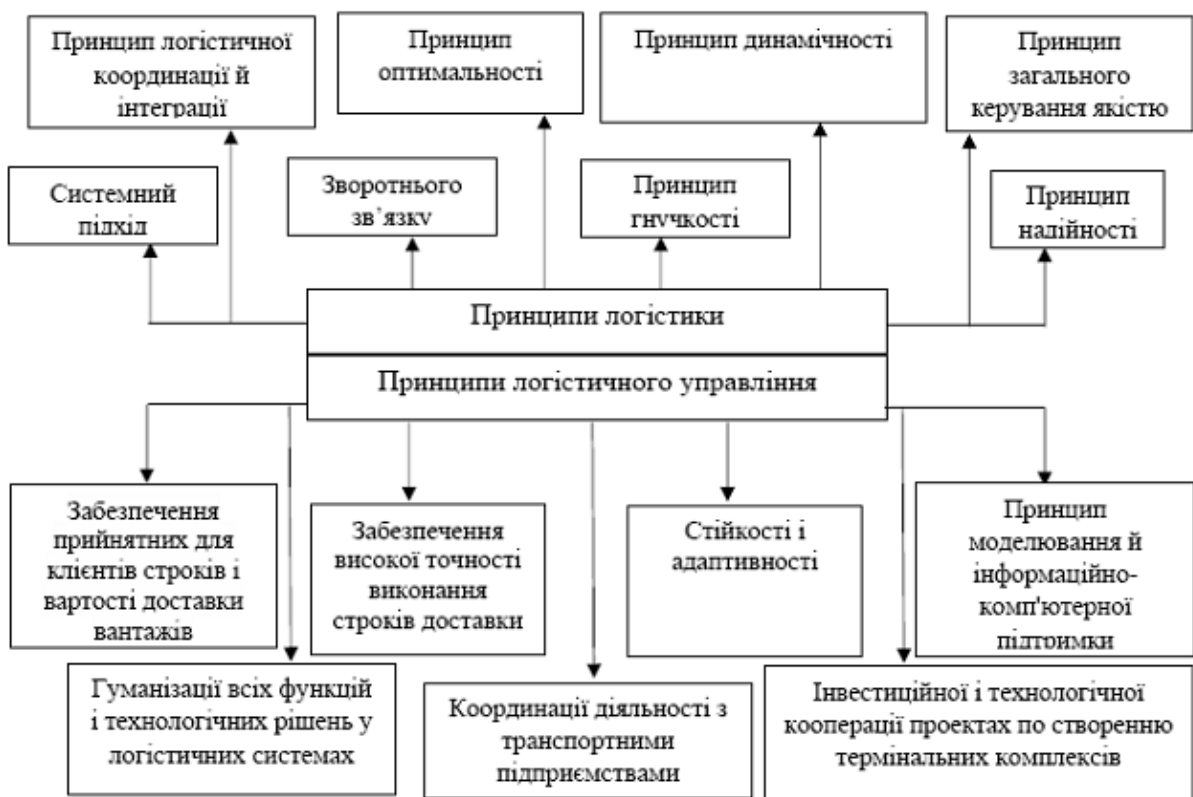 Принцип логістичної
координації й
інтеграції
Принцип
оптимальності
Принцип динамічності
Принцип
загального
керування якістю
Системний
підхід
Зворотнього
зв’язку
Принцип
гнучкості
Принцип
надійності
Принципи логістики
Принципи логістичного управління
Забезпечення
прийнятних для
клієнтів строків і
вартості доставки
вантажів
Забезпечення
високої точності
виконання
строків доставки
Стійкості і
адаптивності
Принцип
моделювання й
інформаційно-
комп'ютерної
підтримки
Гуманізації всіх функцій
і технологічних рішень у
логістичних системах
Координації діяльності з
транспортними
підприємствами
Інвестиційної і технологічної
кооперації проектах по створенню
термінальних комплексів